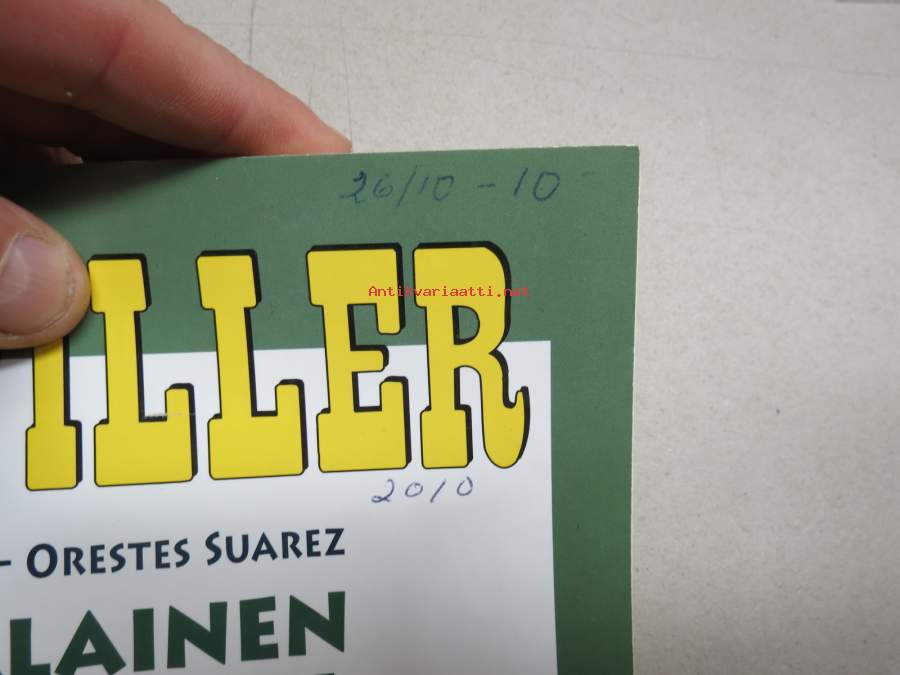 26/10 - 10
ILLER
Antikvariaatti.net
2010
– ORESTES SUAREZ
LAINEN